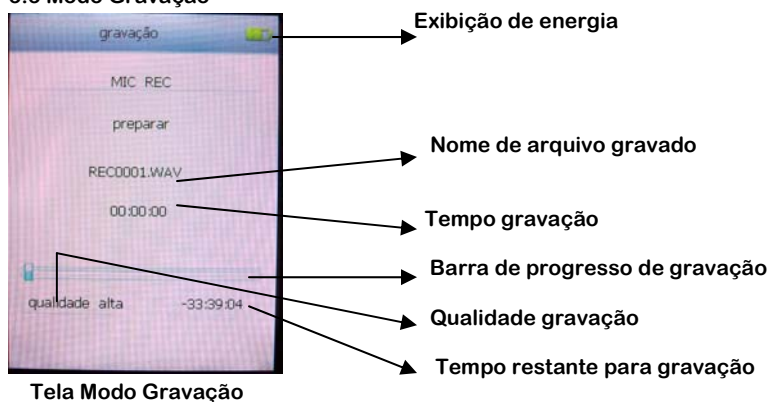 Modo Gravação
gravação
Exibição de energia
MIC REC
preparar
Nome de arquivo gravado
REC0001.WAV
00:00:00
Tempo gravação
Barra de progresso de gravação
qualidade alta -33:39:04
Qualidade gravação
Tempo restante para gravação
Tela Modo Gravação